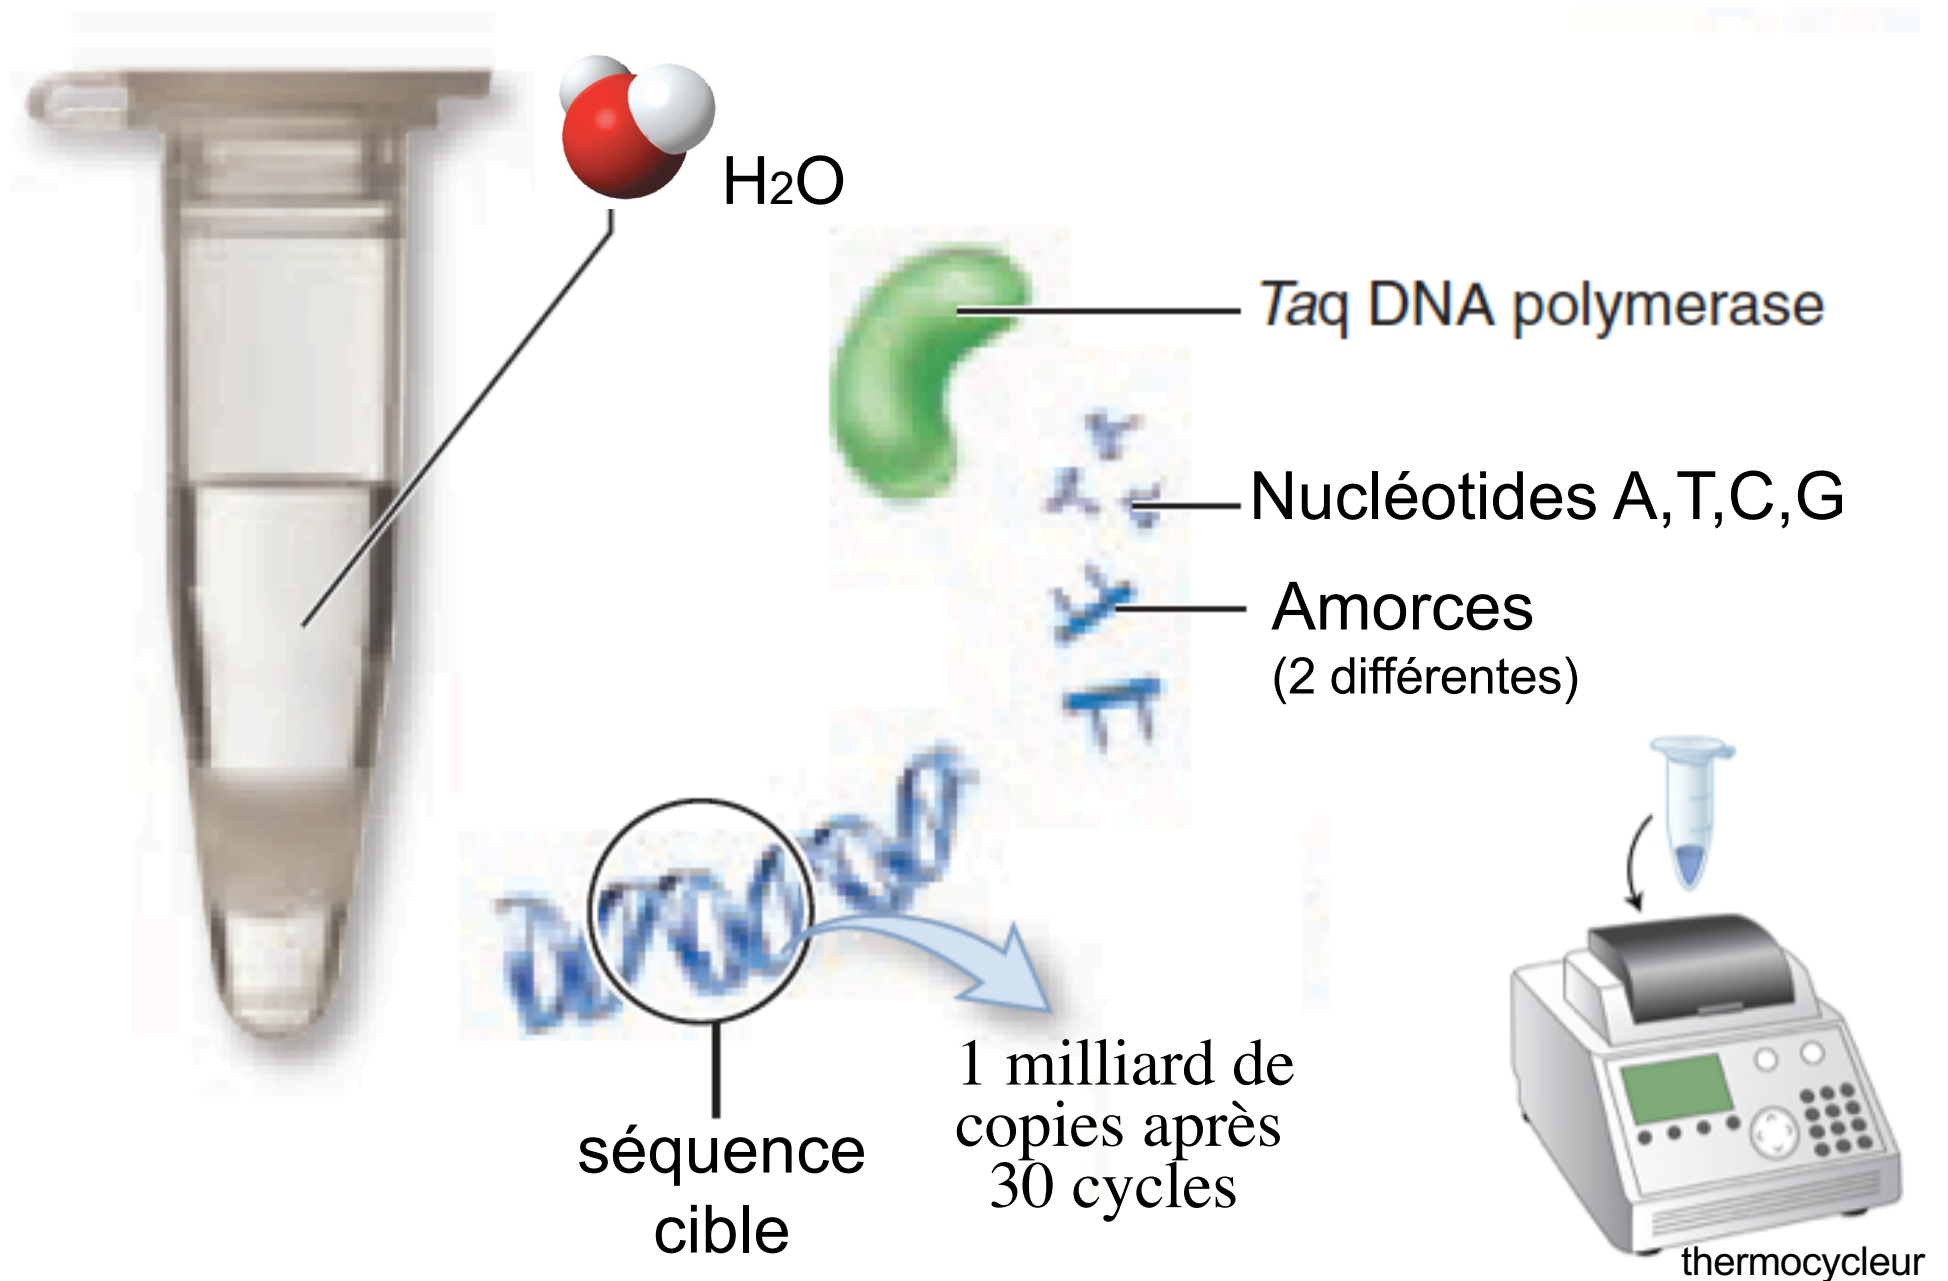 H2O
Taq DNA polymerase
Nucléotides A,T,C,G
Amorces
(2 différentes)
séquence
cible
1 milliard de
copies après
30 cycles
thermocycleur